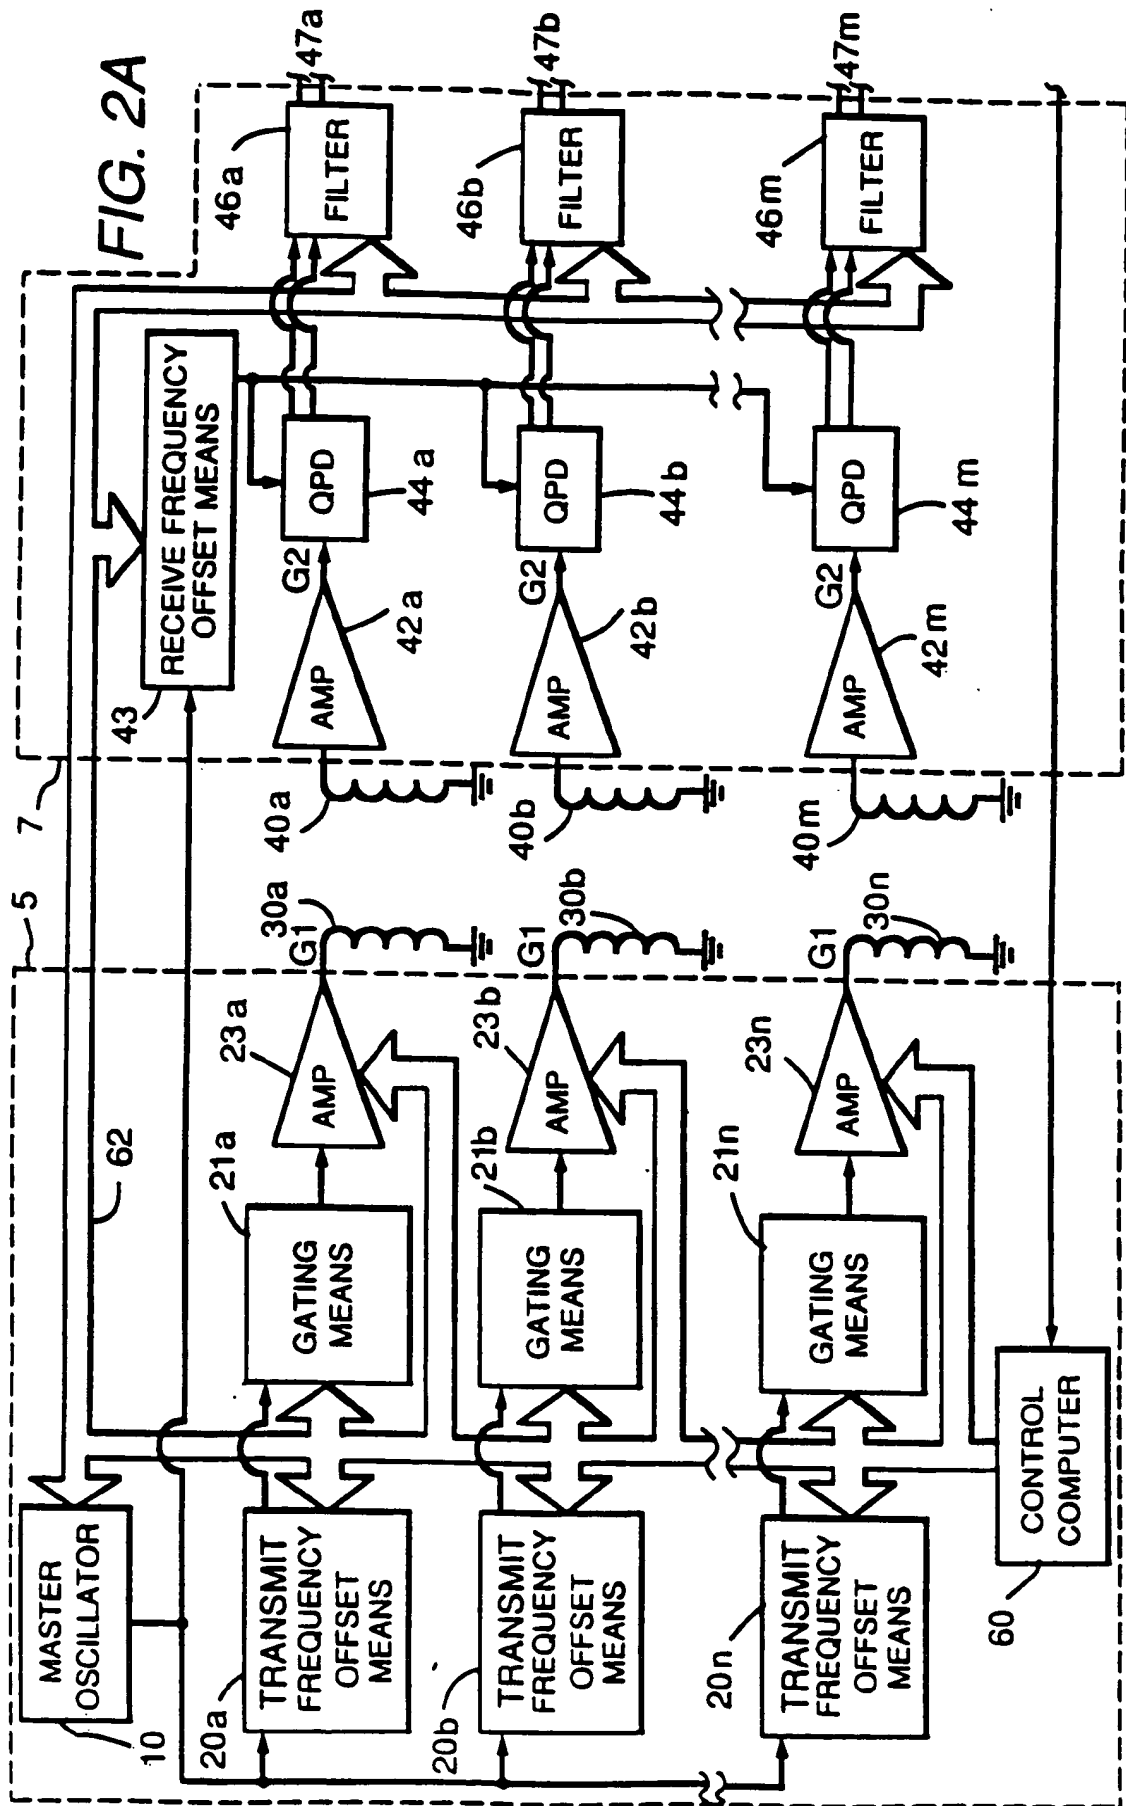 FIG. 2A
5
7
MASTER
OSCILLATOR
10
62
43
RECEIVE FREQUENCY
OFFSET MEANS
TRANSMIT
FREQUENCY
OFFSET
MEANS
20a
GATING
MEANS
21a
AMP
23a
G1
30a
40a
AMP
42a
G2
QPD
44a
FILTER
46a
47a
TRANSMIT
FREQUENCY
OFFSET
MEANS
20b
GATING
MEANS
21b
AMP
23b
G1
30b
40b
AMP
42b
G2
QPD
44b
FILTER
46b
47b
TRANSMIT
FREQUENCY
OFFSET
MEANS
20n
GATING
MEANS
21n
AMP
23n
G1
30n
40m
AMP
42m
G2
QPD
44m
FILTER
46m
47m
CONTROL
COMPUTER
60